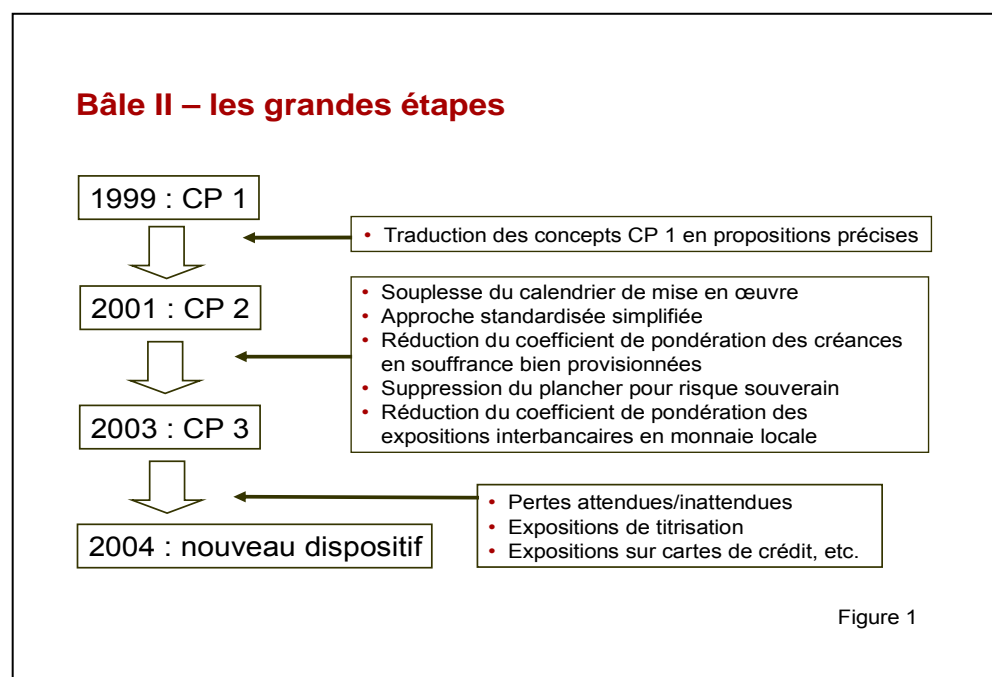 Bâle II – les grandes étapes
1999 : CP 1
• Traduction des concepts CP 1 en propositions précises
2001 : CP 2
• Souplesse du calendrier de mise en œuvre
• Approche standardisée simplifiée
• Réduction du coefficient de pondération des créances
en souffrance bien provisionnées
• Suppression du plancher pour risque souverain
• Réduction du coefficient de pondération des
expositions interbancaires en monnaie locale
2003 : CP 3
• Pertes attendues/inattendues
• Expositions de titrisation
• Expositions sur cartes de crédit, etc.
2004 : nouveau dispositif
Figure 1